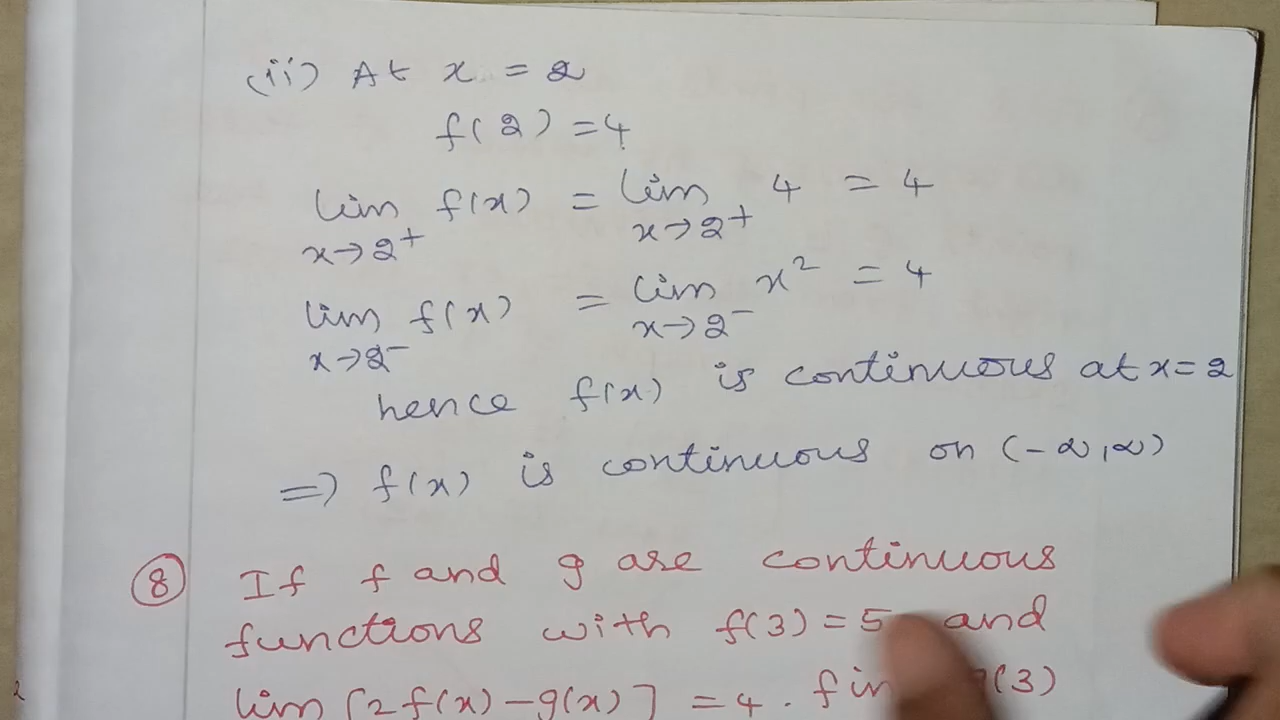 (ii) At x = 2
f(2) = 4
lim f(x) = lim 4 = 4
x→2⁺ x→2⁺
lim f(x) = lim x² = 4
x→2⁻ x→2⁻
hence f(x) is continuous at x = 2
⇒ f(x) is continuous on (-∞,∞)
⑧ If f and g are continuous
functions with f(3) = 5 and
lim [2f(x) - g(x)] = 4. (3)